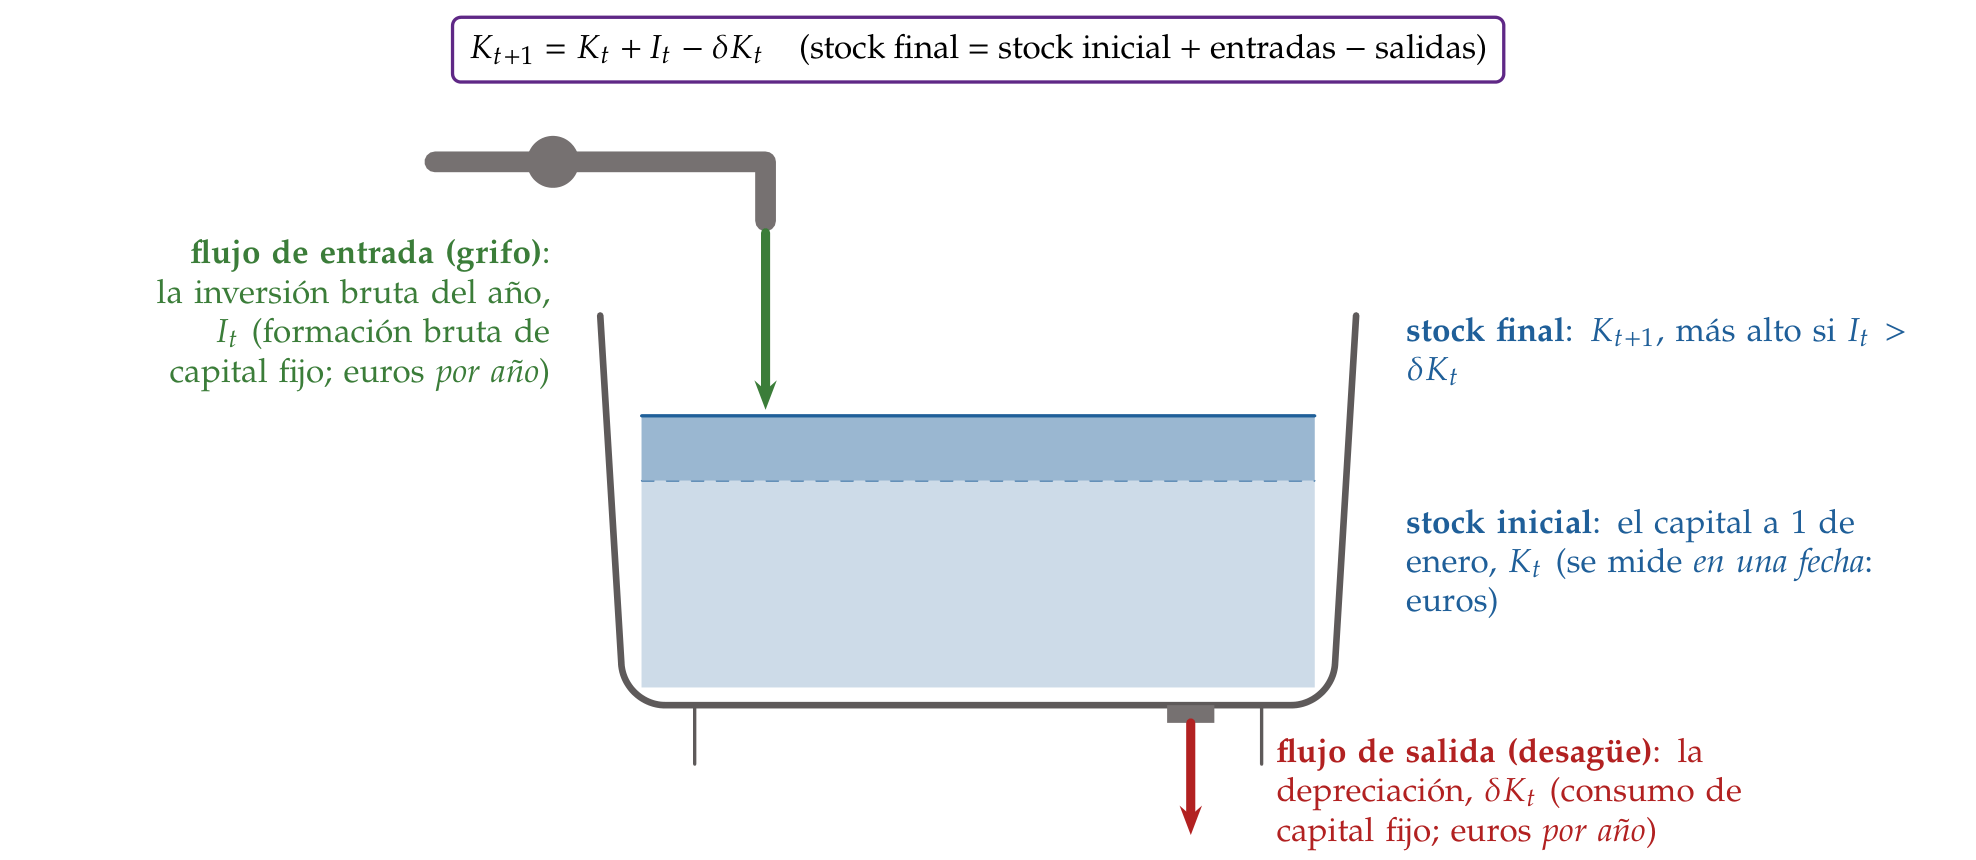 K_{t+1} = K_t + I_t − δK_t (stock final = stock inicial + entradas − salidas)
flujo de entrada (grifo):
la inversión bruta del año,
I_t (formación bruta de
capital fijo; euros por año)
stock final: K_{t+1}, más alto si I_t >
δK_t
stock inicial: el capital a 1 de
enero, K_t (se mide en una fecha:
euros)
flujo de salida (desagüe): la
depreciación, δK_t (consumo de
capital fijo; euros por año)